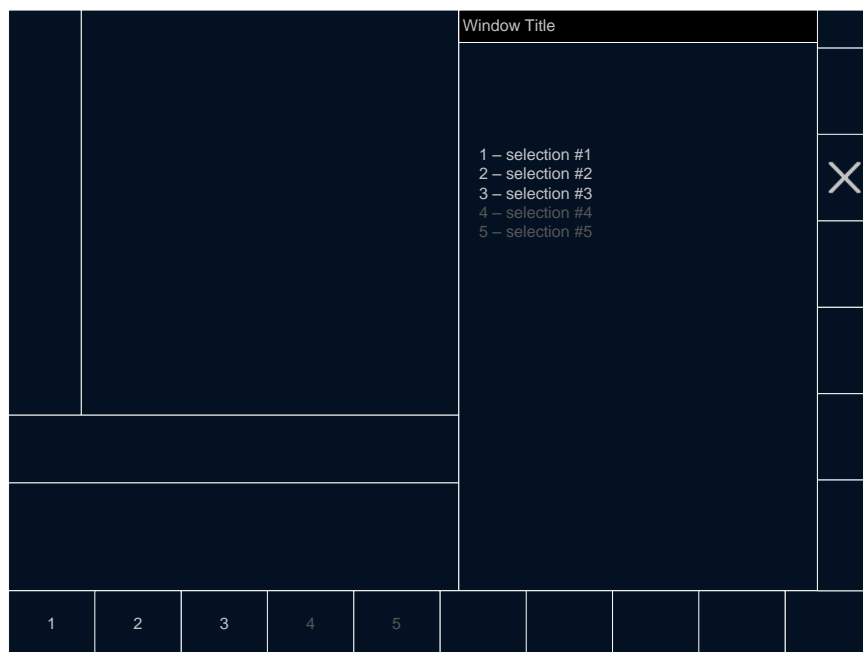 Window Title
1 – selection #1
2 – selection #2
3 – selection #3
4 – selection #4
5 – selection #5
1 2 3 4 5